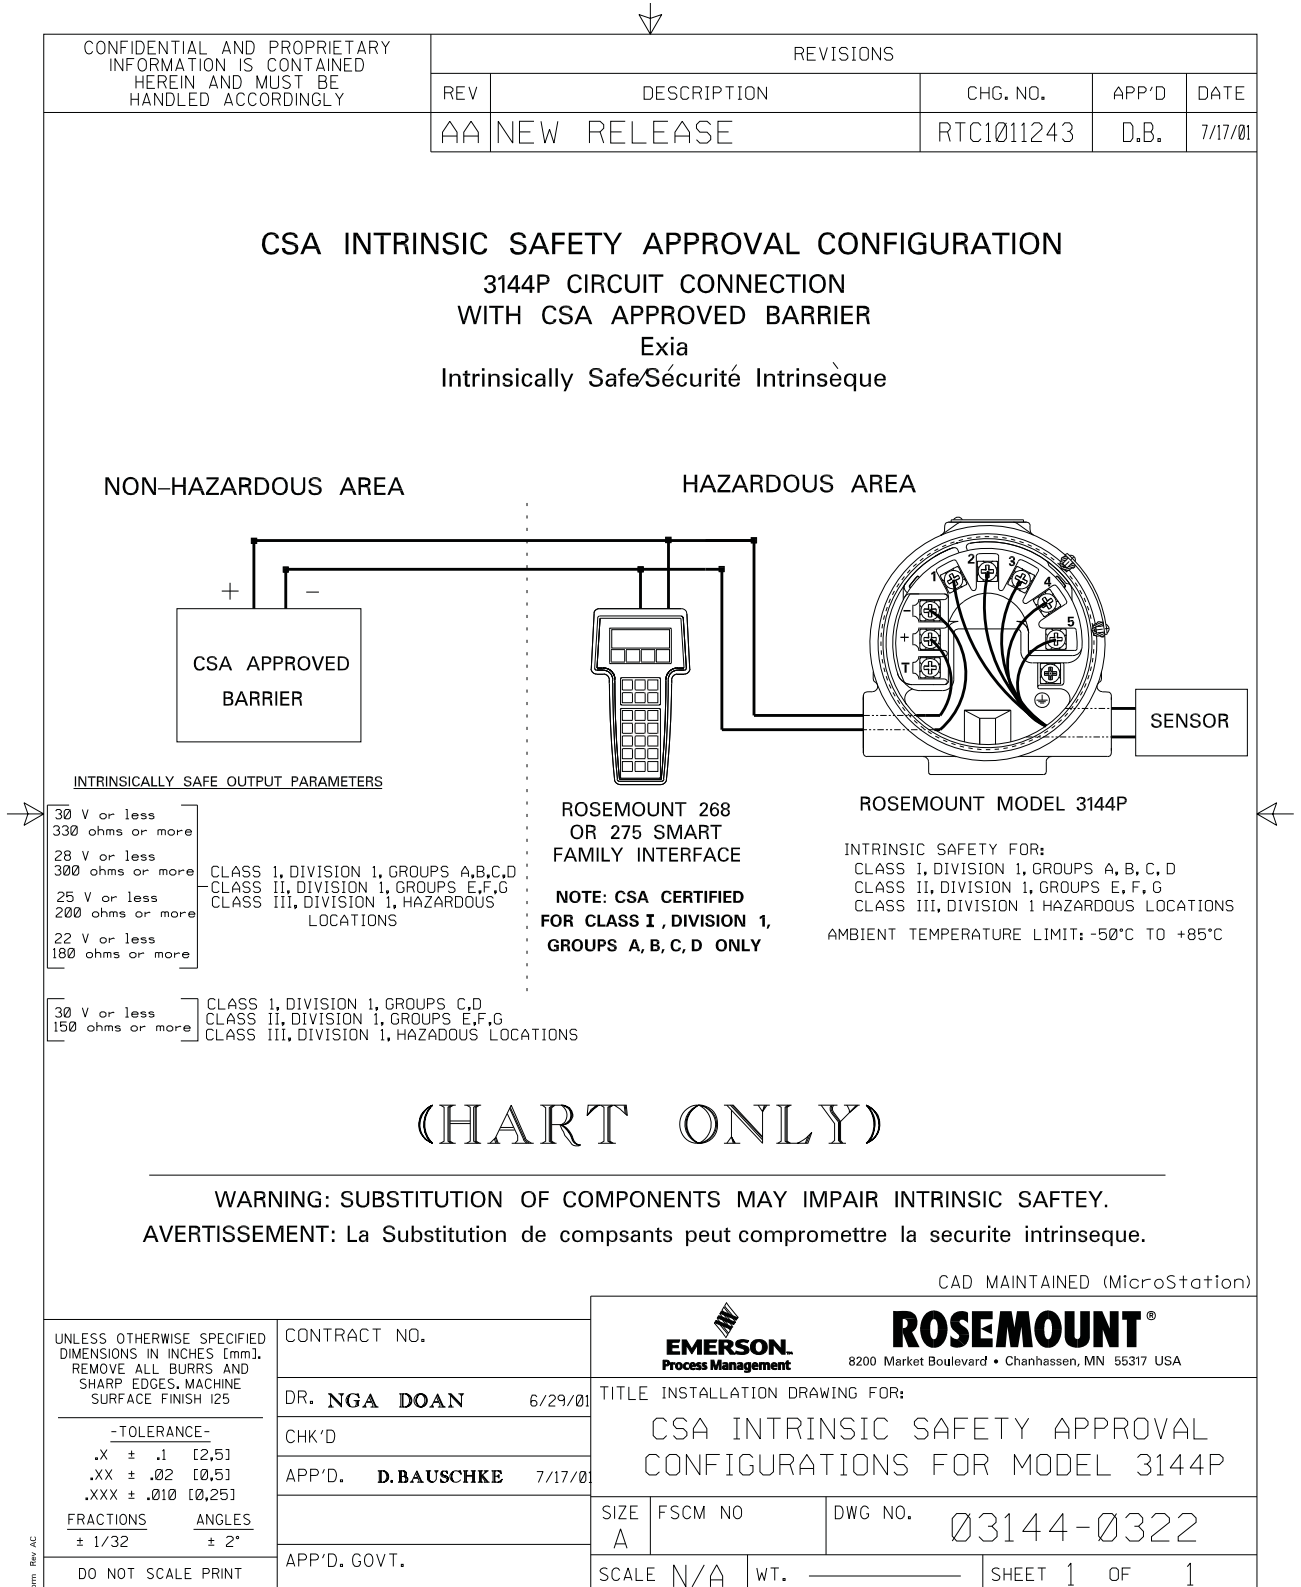 CONFIDENTIAL AND PROPRIETARY
INFORMATION IS CONTAINED
HEREIN AND MUST BE
HANDLED ACCORDINGLY
REVISIONS
REV DESCRIPTION CHG. NO. APP'D DATE
AA NEW RELEASE RTC1011243 D.B. 7/17/01
CSA INTRINSIC SAFETY APPROVAL CONFIGURATION
3144P CIRCUIT CONNECTION
WITH CSA APPROVED BARRIER
Exia
Intrinsically Safe/Sécurité Intrinsèque
NON-HAZARDOUS AREA
HAZARDOUS AREA
+ -
CSA APPROVED
BARRIER
1 2 3 4 5
-
+
T
SENSOR
INTRINSICALLY SAFE OUTPUT PARAMETERS
30 V or less
330 ohms or more
28 V or less
300 ohms or more
25 V or less
200 ohms or more
22 V or less
180 ohms or more
CLASS 1, DIVISION 1, GROUPS A,B,C,D
CLASS II, DIVISION 1, GROUPS E,F,G
CLASS III, DIVISION 1, HAZARDOUS
LOCATIONS
30 V or less
150 ohms or more
CLASS 1, DIVISION 1, GROUPS C,D
CLASS II, DIVISION 1, GROUPS E,F,G
CLASS III, DIVISION 1, HAZADOUS LOCATIONS
ROSEMOUNT 268
OR 275 SMART
FAMILY INTERFACE
NOTE: CSA CERTIFIED
FOR CLASS I , DIVISION 1,
GROUPS A, B, C, D ONLY
ROSEMOUNT MODEL 3144P
INTRINSIC SAFETY FOR:
CLASS I, DIVISION 1, GROUPS A, B, C, D
CLASS II, DIVISION 1, GROUPS E, F, G
CLASS III, DIVISION 1 HAZARDOUS LOCATIONS
AMBIENT TEMPERATURE LIMIT: -50°C TO +85°C
(HART ONLY)
WARNING: SUBSTITUTION OF COMPONENTS MAY IMPAIR INTRINSIC SAFTEY.
AVERTISSEMENT: La Substitution de compsants peut compromettre la securite intrinseque.
CAD MAINTAINED (MicroStation)
UNLESS OTHERWISE SPECIFIED
DIMENSIONS IN INCHES [mm].
REMOVE ALL BURRS AND
SHARP EDGES. MACHINE
SURFACE FINISH 125
-TOLERANCE-
.X ± .1 [2,5]
.XX ± .02 [0,5]
.XXX ± .010 [0,25]
FRACTIONS ANGLES
± 1/32 ± 2°
DO NOT SCALE PRINT
CONTRACT NO.
DR. NGA DOAN 6/29/01
CHK'D
APP'D. D. BAUSCHKE 7/17/01
APP'D. GOVT.
EMERSON™
Process Management
ROSEMOUNT®
8200 Market Boulevard • Chanhassen, MN 55317 USA
TITLE INSTALLATION DRAWING FOR:
CSA INTRINSIC SAFETY APPROVAL
CONFIGURATIONS FOR MODEL 3144P
SIZE A
FSCM NO
DWG NO. 03144-0322
SCALE N/A WT. SHEET 1 OF 1
Rev AC